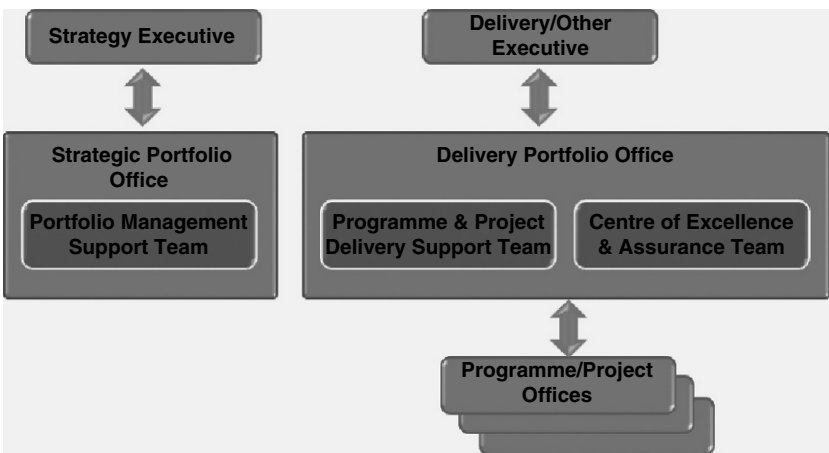 Strategy Executive
Delivery/Other
Executive
Strategic Portfolio
Office
Portfolio Management
Support Team
Delivery Portfolio Office
Programme & Project
Delivery Support Team
Centre of Excellence
& Assurance Team
Programme/Project
Offices